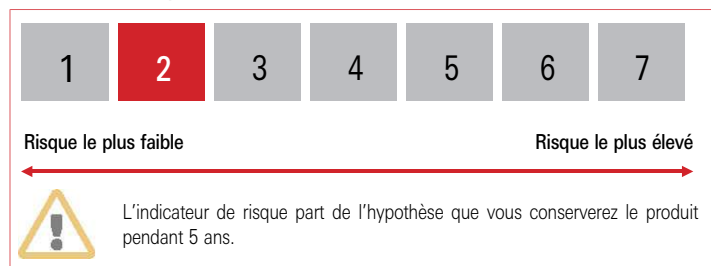 1 2 3 4 5 6 7
Risque le plus faible Risque le plus élevé
L'indicateur de risque part de l'hypothèse que vous conserverez le produit
pendant 5 ans.